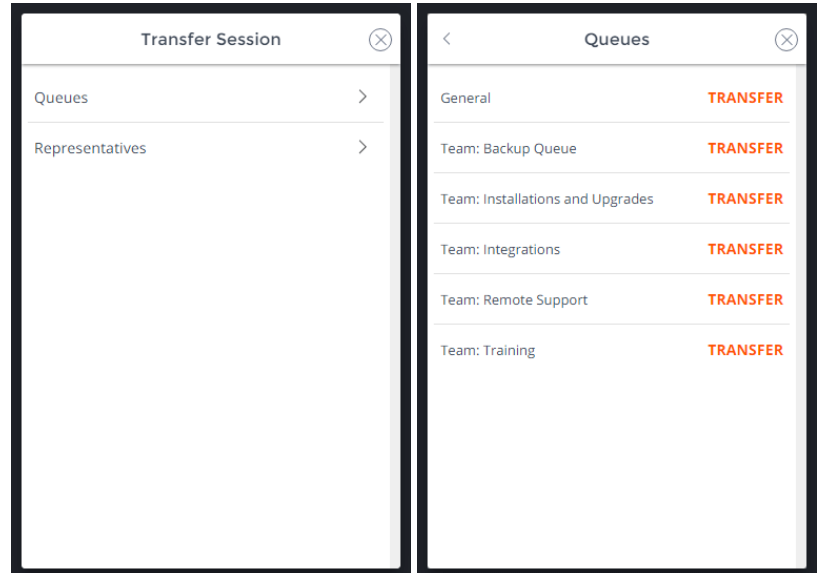 Transfer Session
Queues
Representatives
Queues
General TRANSFER
Team: Backup Queue TRANSFER
Team: Installations and Upgrades TRANSFER
Team: Integrations TRANSFER
Team: Remote Support TRANSFER
Team: Training TRANSFER